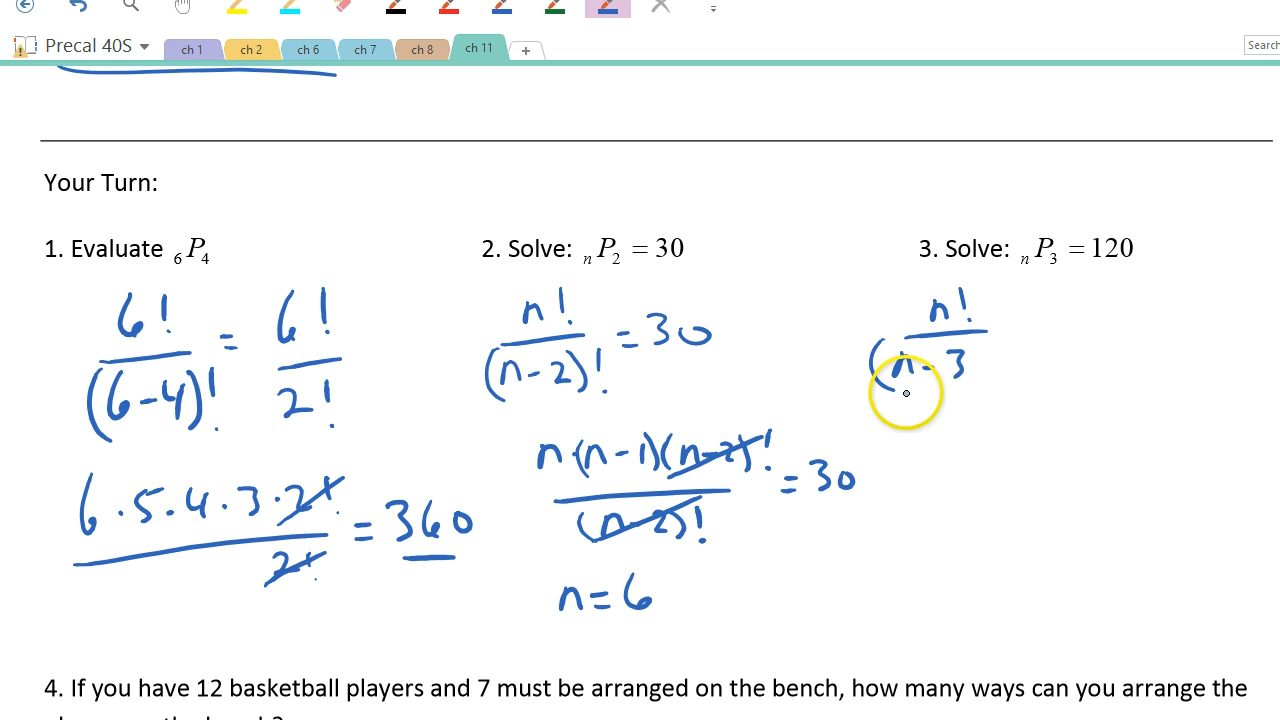 Precal 40S ch 1 ch 2 ch 6 ch 7 ch 8 ch 11 + Search
Your Turn:
1. Evaluate ₆P₄
6! / (6-4)! = 6! / 2!
6·5·4·3·2! / 2! = 360
2. Solve: ₙP₂ = 30
n! / (n-2)! = 30
n(n-1)(n-2)! / (n-2)! = 30
n=6
3. Solve: ₙP₃ = 120
n! / (n-3
4. If you have 12 basketball players and 7 must be arranged on the bench, how many ways can you arrange the